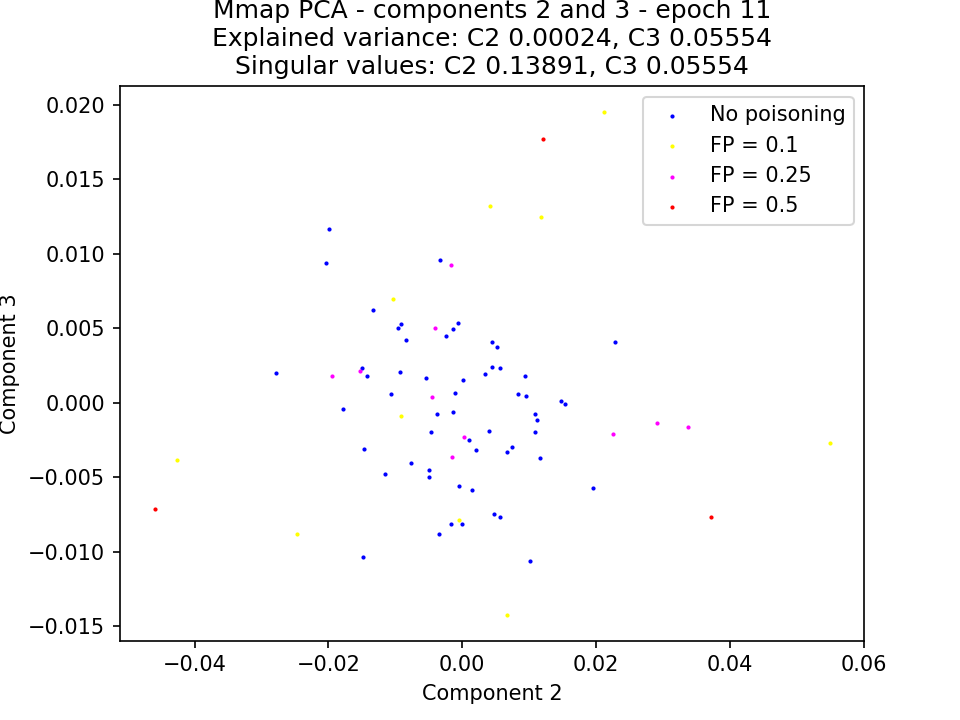 Mmap PCA - components 2 and 3 - epoch 11
Explained variance: C2 0.00024, C3 0.05554
Singular values: C2 0.13891, C3 0.05554
No poisoning
FP = 0.1
FP = 0.25
FP = 0.5
0.020
0.015
0.010
0.005
0.000
−0.005
−0.010
−0.015
Component 3
−0.04
−0.02
0.00
0.02
0.04
0.06
Component 2